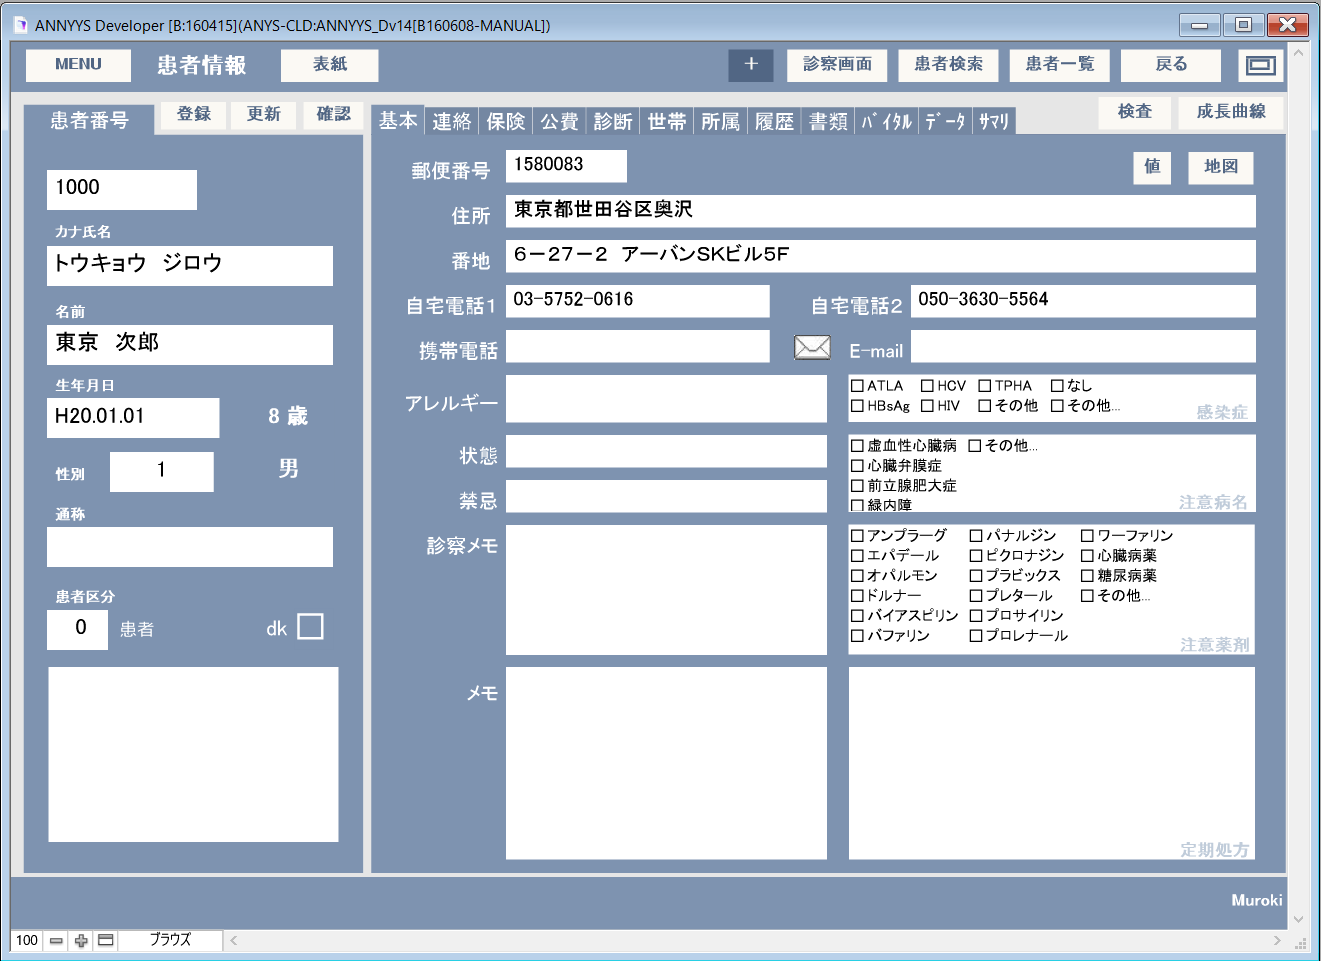 ANNYYS Developer [B:160415](ANYS-CLD:ANNYYS_Dv14[B160608-MANUAL])
MENU 患者情報 表紙 + 診察画面 患者検索 患者一覧 戻る
患者番号 登録 更新 確認
基本 連絡 保険 公費 診断 世帯 所属 履歴 書類 ﾊﾞｲﾀﾙ ﾃﾞｰﾀ ｻﾏﾘ 検査 成長曲線
1000
カナ氏名
トウキョウ　ジロウ
名前
東京　次郎
生年月日
H20.01.01 8 歳
性別 1 男
通称
患者区分
0 患者 dk
郵便番号 1580083 値 地図
住所 東京都世田谷区奥沢
番地 6－27－2　アーバンSKビル5F
自宅電話1 03-5752-0616 自宅電話2 050-3630-5564
携帯電話 E-mail
アレルギー
ATLA HCV TPHA なし
HBsAg HIV その他 その他...
感染症
状態
禁忌
虚血性心臓病 その他...
心臓弁膜症
前立腺肥大症
緑内障
注意病名
診察メモ
アンプラーグ パナルジン ワーファリン
エパデール ピクロナジン 心臓病薬
オパルモン プラビックス 糖尿病薬
ドルナー プレタール その他...
バイアスピリン プロサイリン
バファリン プロレナール
注意薬剤
メモ
定期処方
Muroki
100 ブラウズ